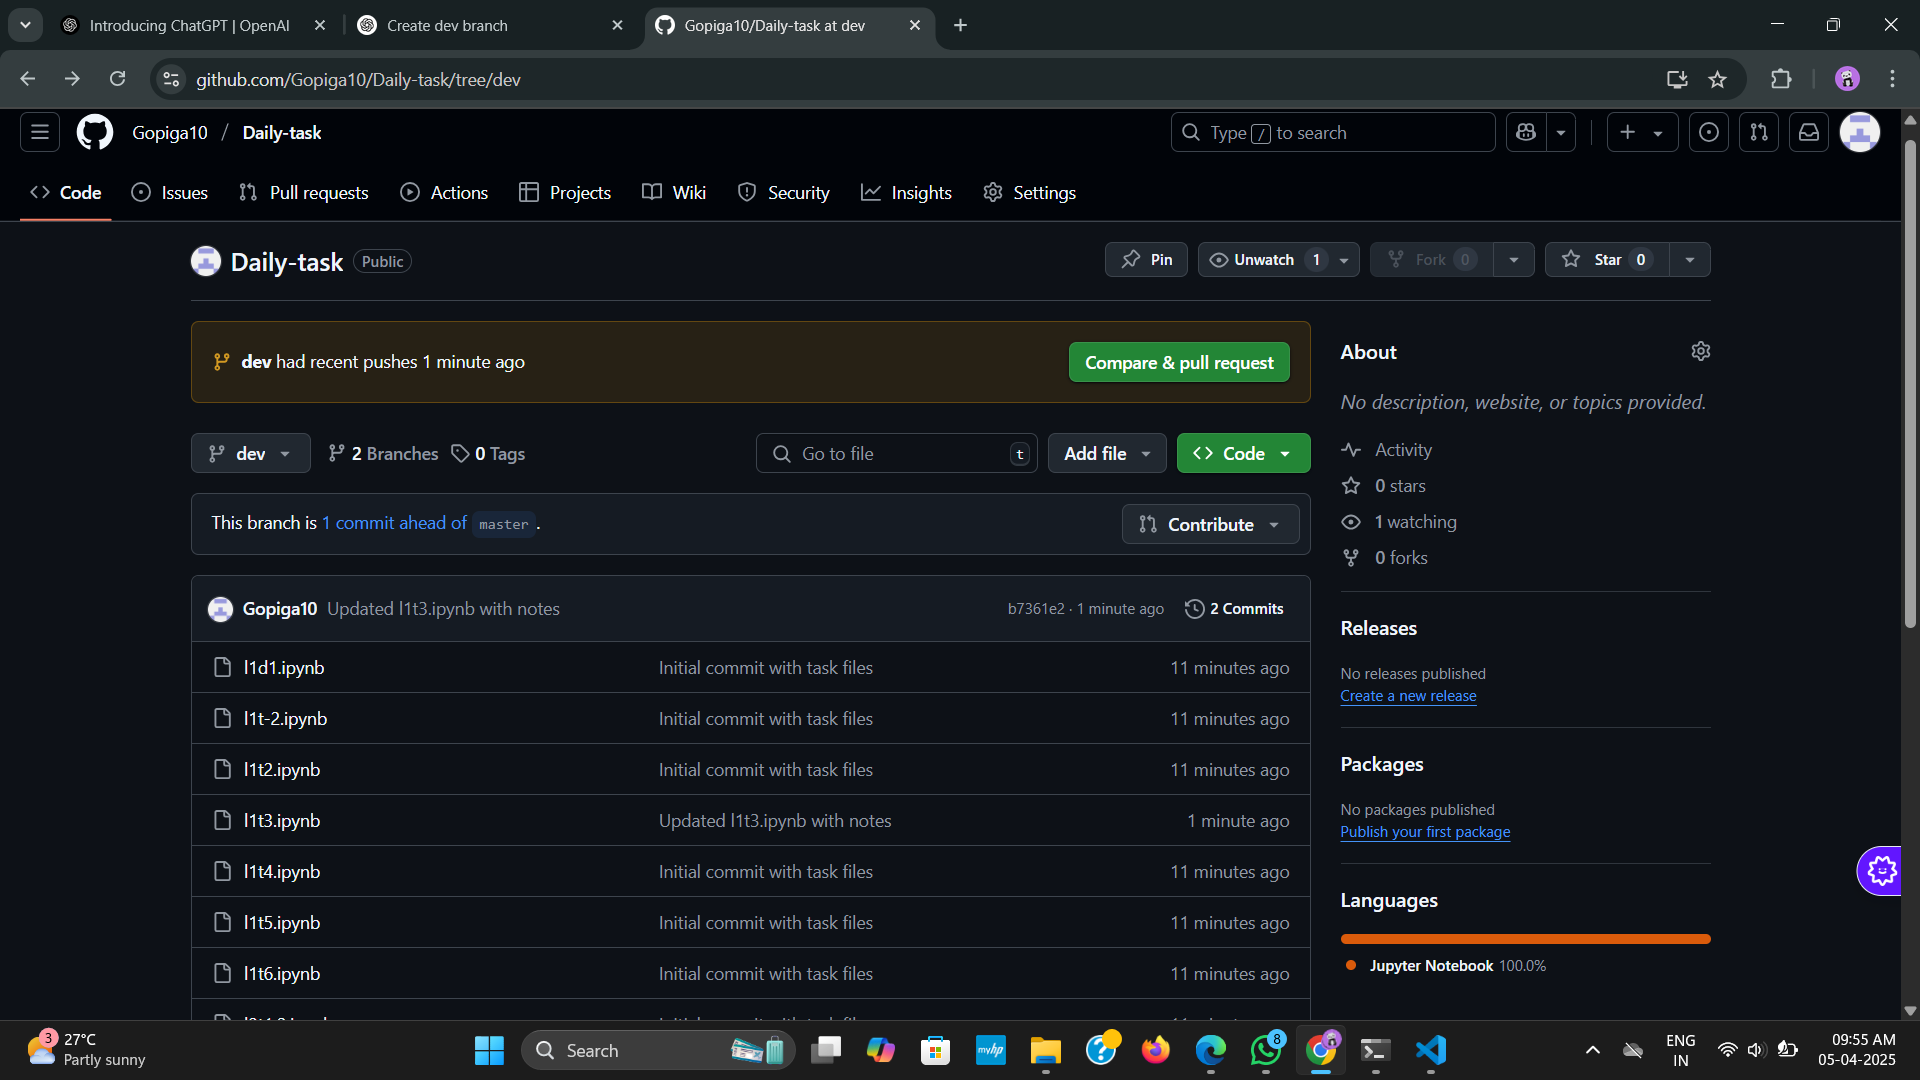 Introducing ChatGPT | OpenAI
Create dev branch
Gopiga10/Daily-task at dev
github.com/Gopiga10/Daily-task/tree/dev
Gopiga10 / Daily-task
Type / to search
Code
Issues
Pull requests
Actions
Projects
Wiki
Security
Insights
Settings
Daily-task Public
Pin
Unwatch 1
Fork 0
Star 0
dev had recent pushes 1 minute ago
Compare & pull request
dev
2 Branches
0 Tags
Go to file t
Add file
Code
This branch is 1 commit ahead of master .
Contribute
Gopiga10 Updated l1t3.ipynb with notes b7361e2 · 1 minute ago 2 Commits
l1d1.ipynb Initial commit with task files 11 minutes ago
l1t-2.ipynb Initial commit with task files 11 minutes ago
l1t2.ipynb Initial commit with task files 11 minutes ago
l1t3.ipynb Updated l1t3.ipynb with notes 1 minute ago
l1t4.ipynb Initial commit with task files 11 minutes ago
l1t5.ipynb Initial commit with task files 11 minutes ago
l1t6.ipynb Initial commit with task files 11 minutes ago
About
No description, website, or topics provided.
Activity
0 stars
1 watching
0 forks
Releases
No releases published
Create a new release
Packages
No packages published
Publish your first package
Languages
Jupyter Notebook 100.0%
3
27°C
Partly sunny
Search
myhp
8
ENG
IN
09:55 AM
05-04-2025